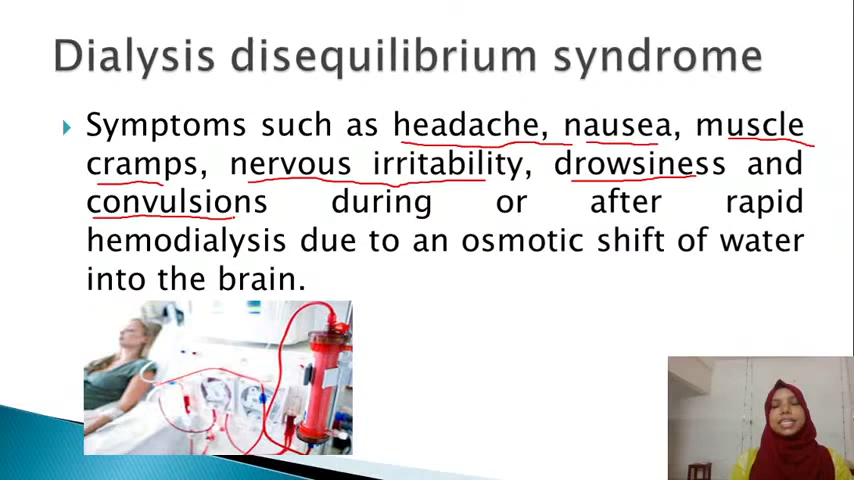 Dialysis disequilibrium syndrome
Symptoms such as headache, nausea, muscle
cramps, nervous irritability, drowsiness and
convulsions during or after rapid
hemodialysis due to an osmotic shift of water
into the brain.